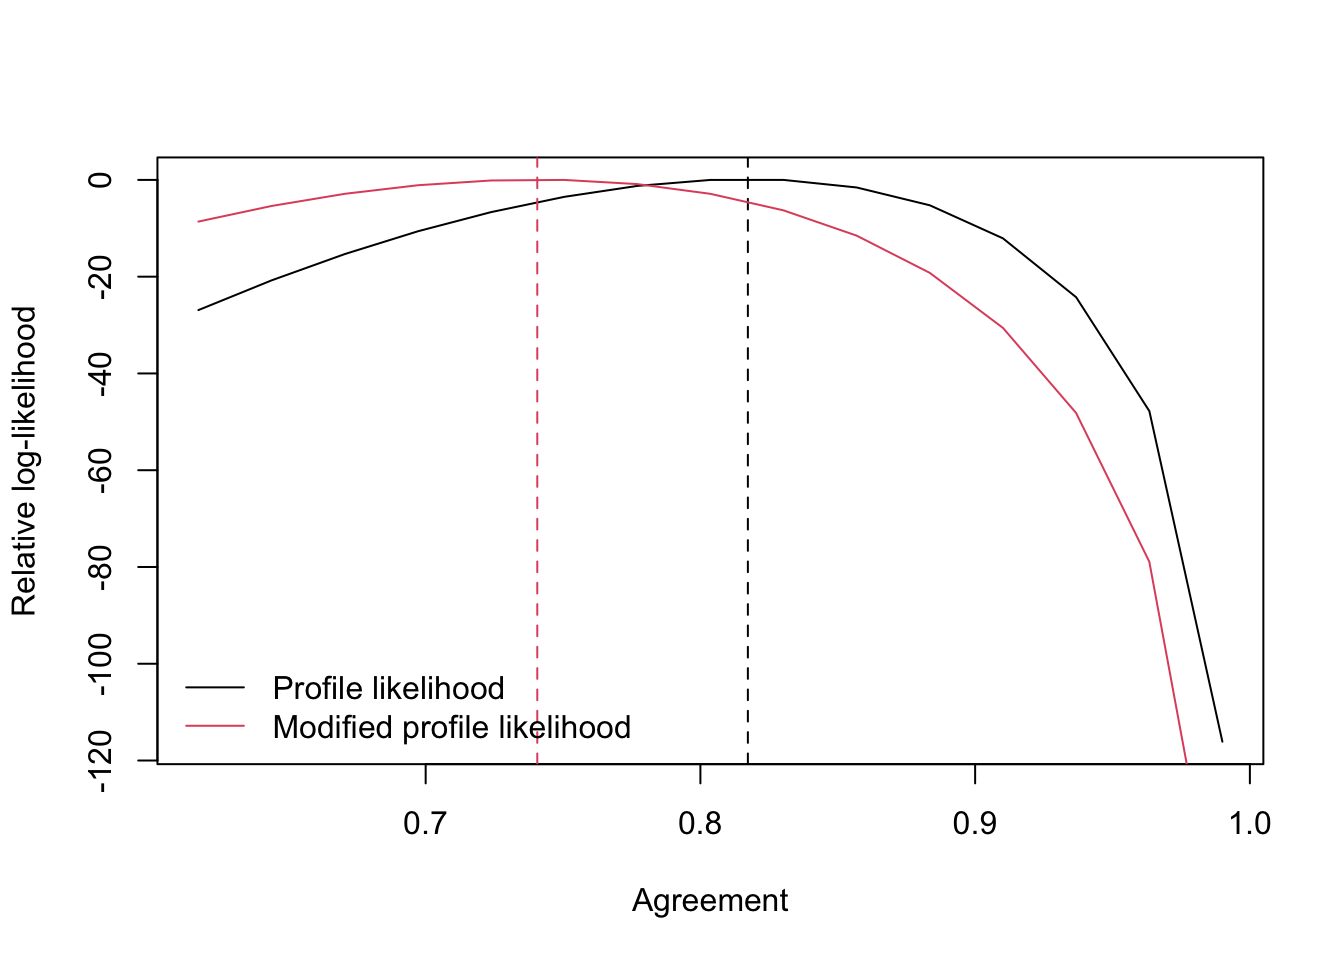 0
-20
-40
-60
-80
-100
-120
Relative log-likelihood
Profile likelihood
Modified profile likelihood
0.7 0.8 0.9 1.0
Agreement